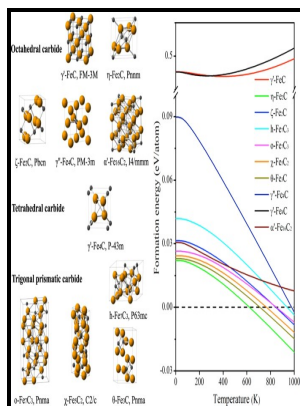 Octahedral carbide
γ'-FeC, FM-3M
η-Fe₂C, Pnnm
ζ-Fe₂C, Pbcn
γ''-Fe₄C, PM-3m
α'-Fe₁₆C₂, I4/mmm
Tetrahedral carbide
γ'-Fe₄C, P-43m
Trigonal prismatic carbide
h-Fe₇C₃, P63mc
o-Fe₇C₃, Pnma
χ-Fe₅C₂, C2/c
θ-Fe₃C, Pnma
Formation energy (eV/atom)
0.5
0.09
0.06
0.03
0.00
-0.03
0 200 400 600 800 1000
Temperature (K)
γ'-FeC
η-Fe₂C
ζ-Fe₂C
h-Fe₇C₃
o-Fe₇C₃
χ-Fe₅C₂
θ-Fe₃C
γ''-Fe₄C
γ'-Fe₄C
α'-Fe₁₆C₂